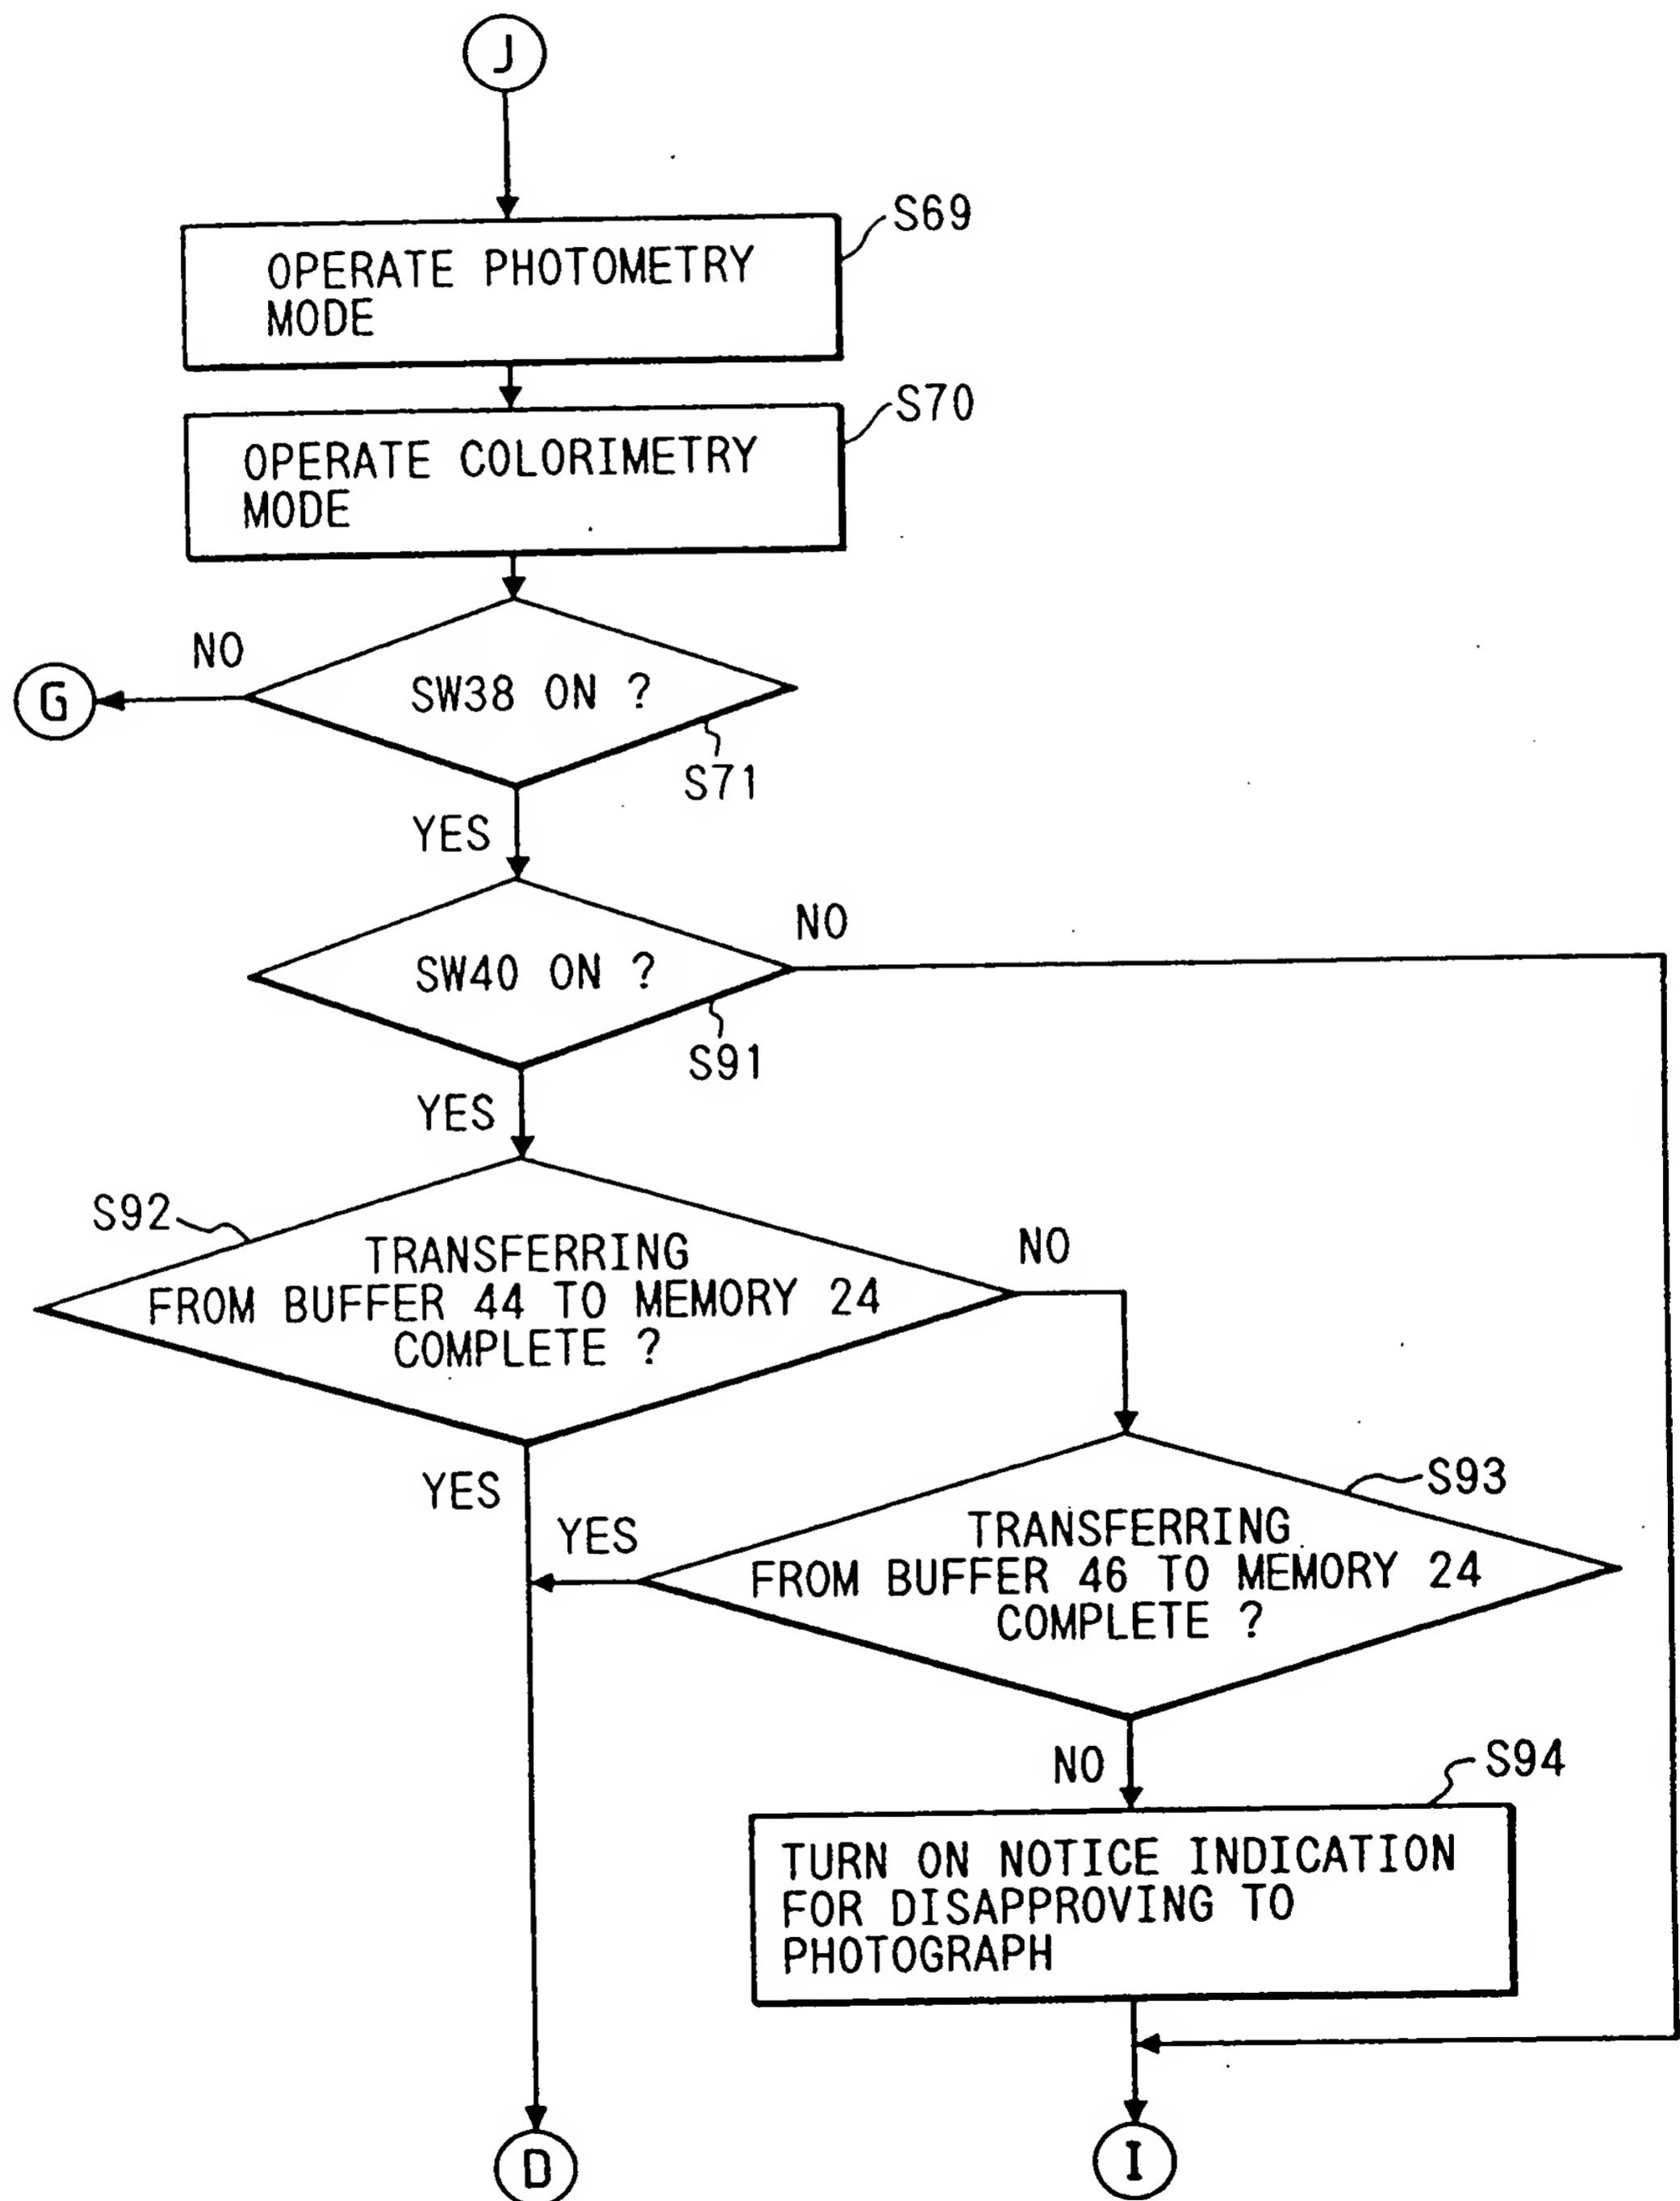 J
S69
OPERATE PHOTOMETRY
MODE
S70
OPERATE COLORIMETRY
MODE
NO
G
SW38 ON ?
S71
YES
NO
SW40 ON ?
S91
YES
S92
NO
TRANSFERRING
FROM BUFFER 44 TO MEMORY 24
COMPLETE ?
YES
S93
YES
TRANSFERRING
FROM BUFFER 46 TO MEMORY 24
COMPLETE ?
NO
S94
TURN ON NOTICE INDICATION
FOR DISAPPROVING TO
PHOTOGRAPH
D
I